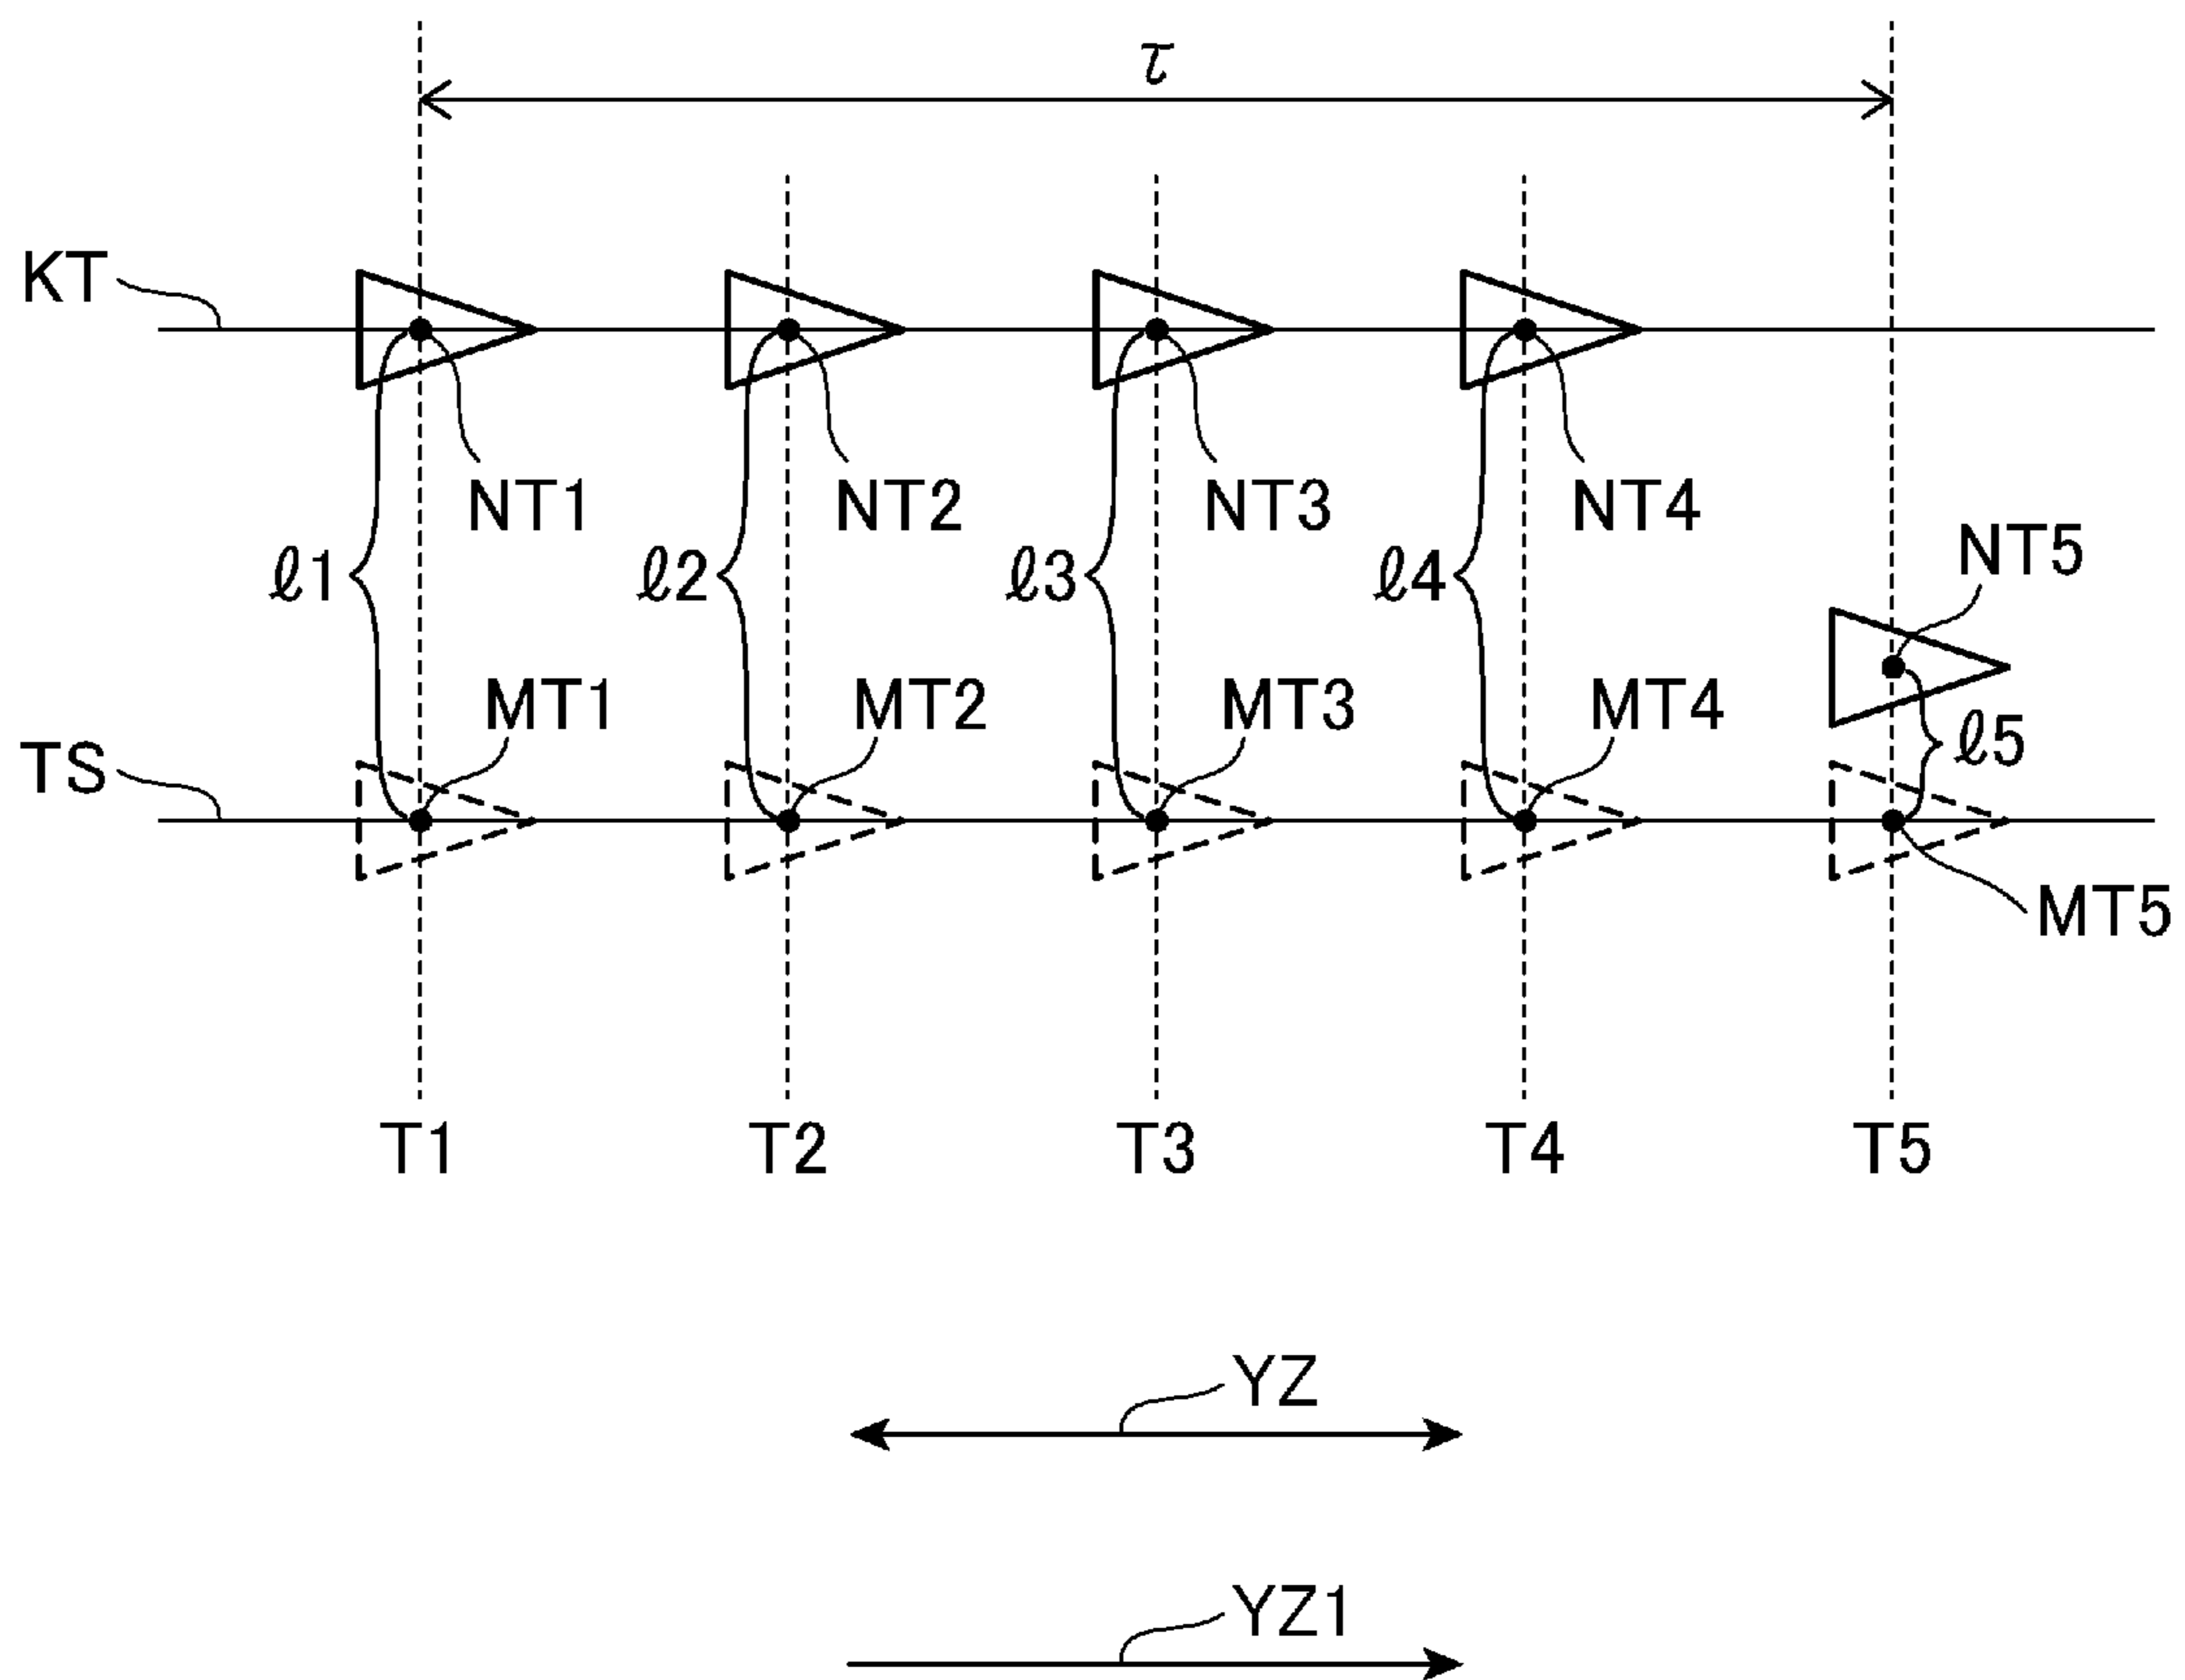 τ
KT
NT1 NT2 NT3 NT4
NT5
ℓ1 ℓ2 ℓ3 ℓ4
MT1 MT2 MT3 MT4
ℓ5
TS
MT5
T1 T2 T3 T4 T5
YZ
YZ1